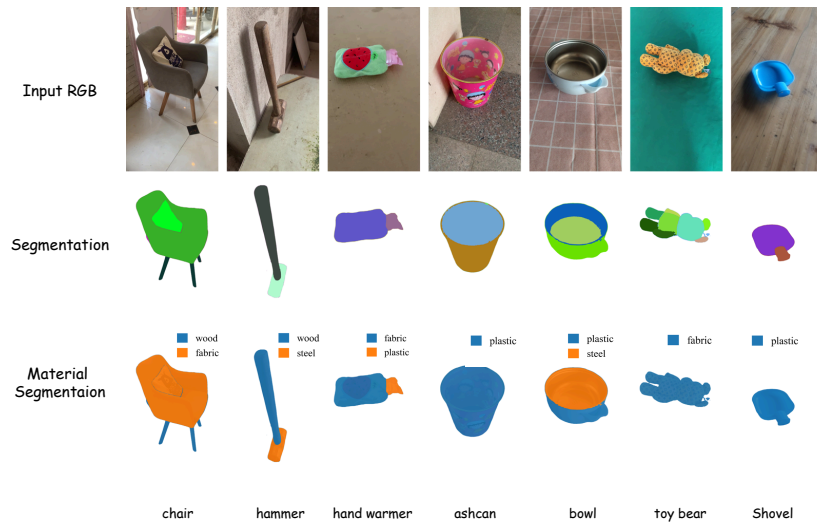 Input RGB
Segmentation
wood
fabric
wood
steel
fabric
plastic
plastic
plastic
steel
fabric
plastic
Material
Segmentaion
chair
hammer
hand warmer
ashcan
bowl
toy bear
Shovel